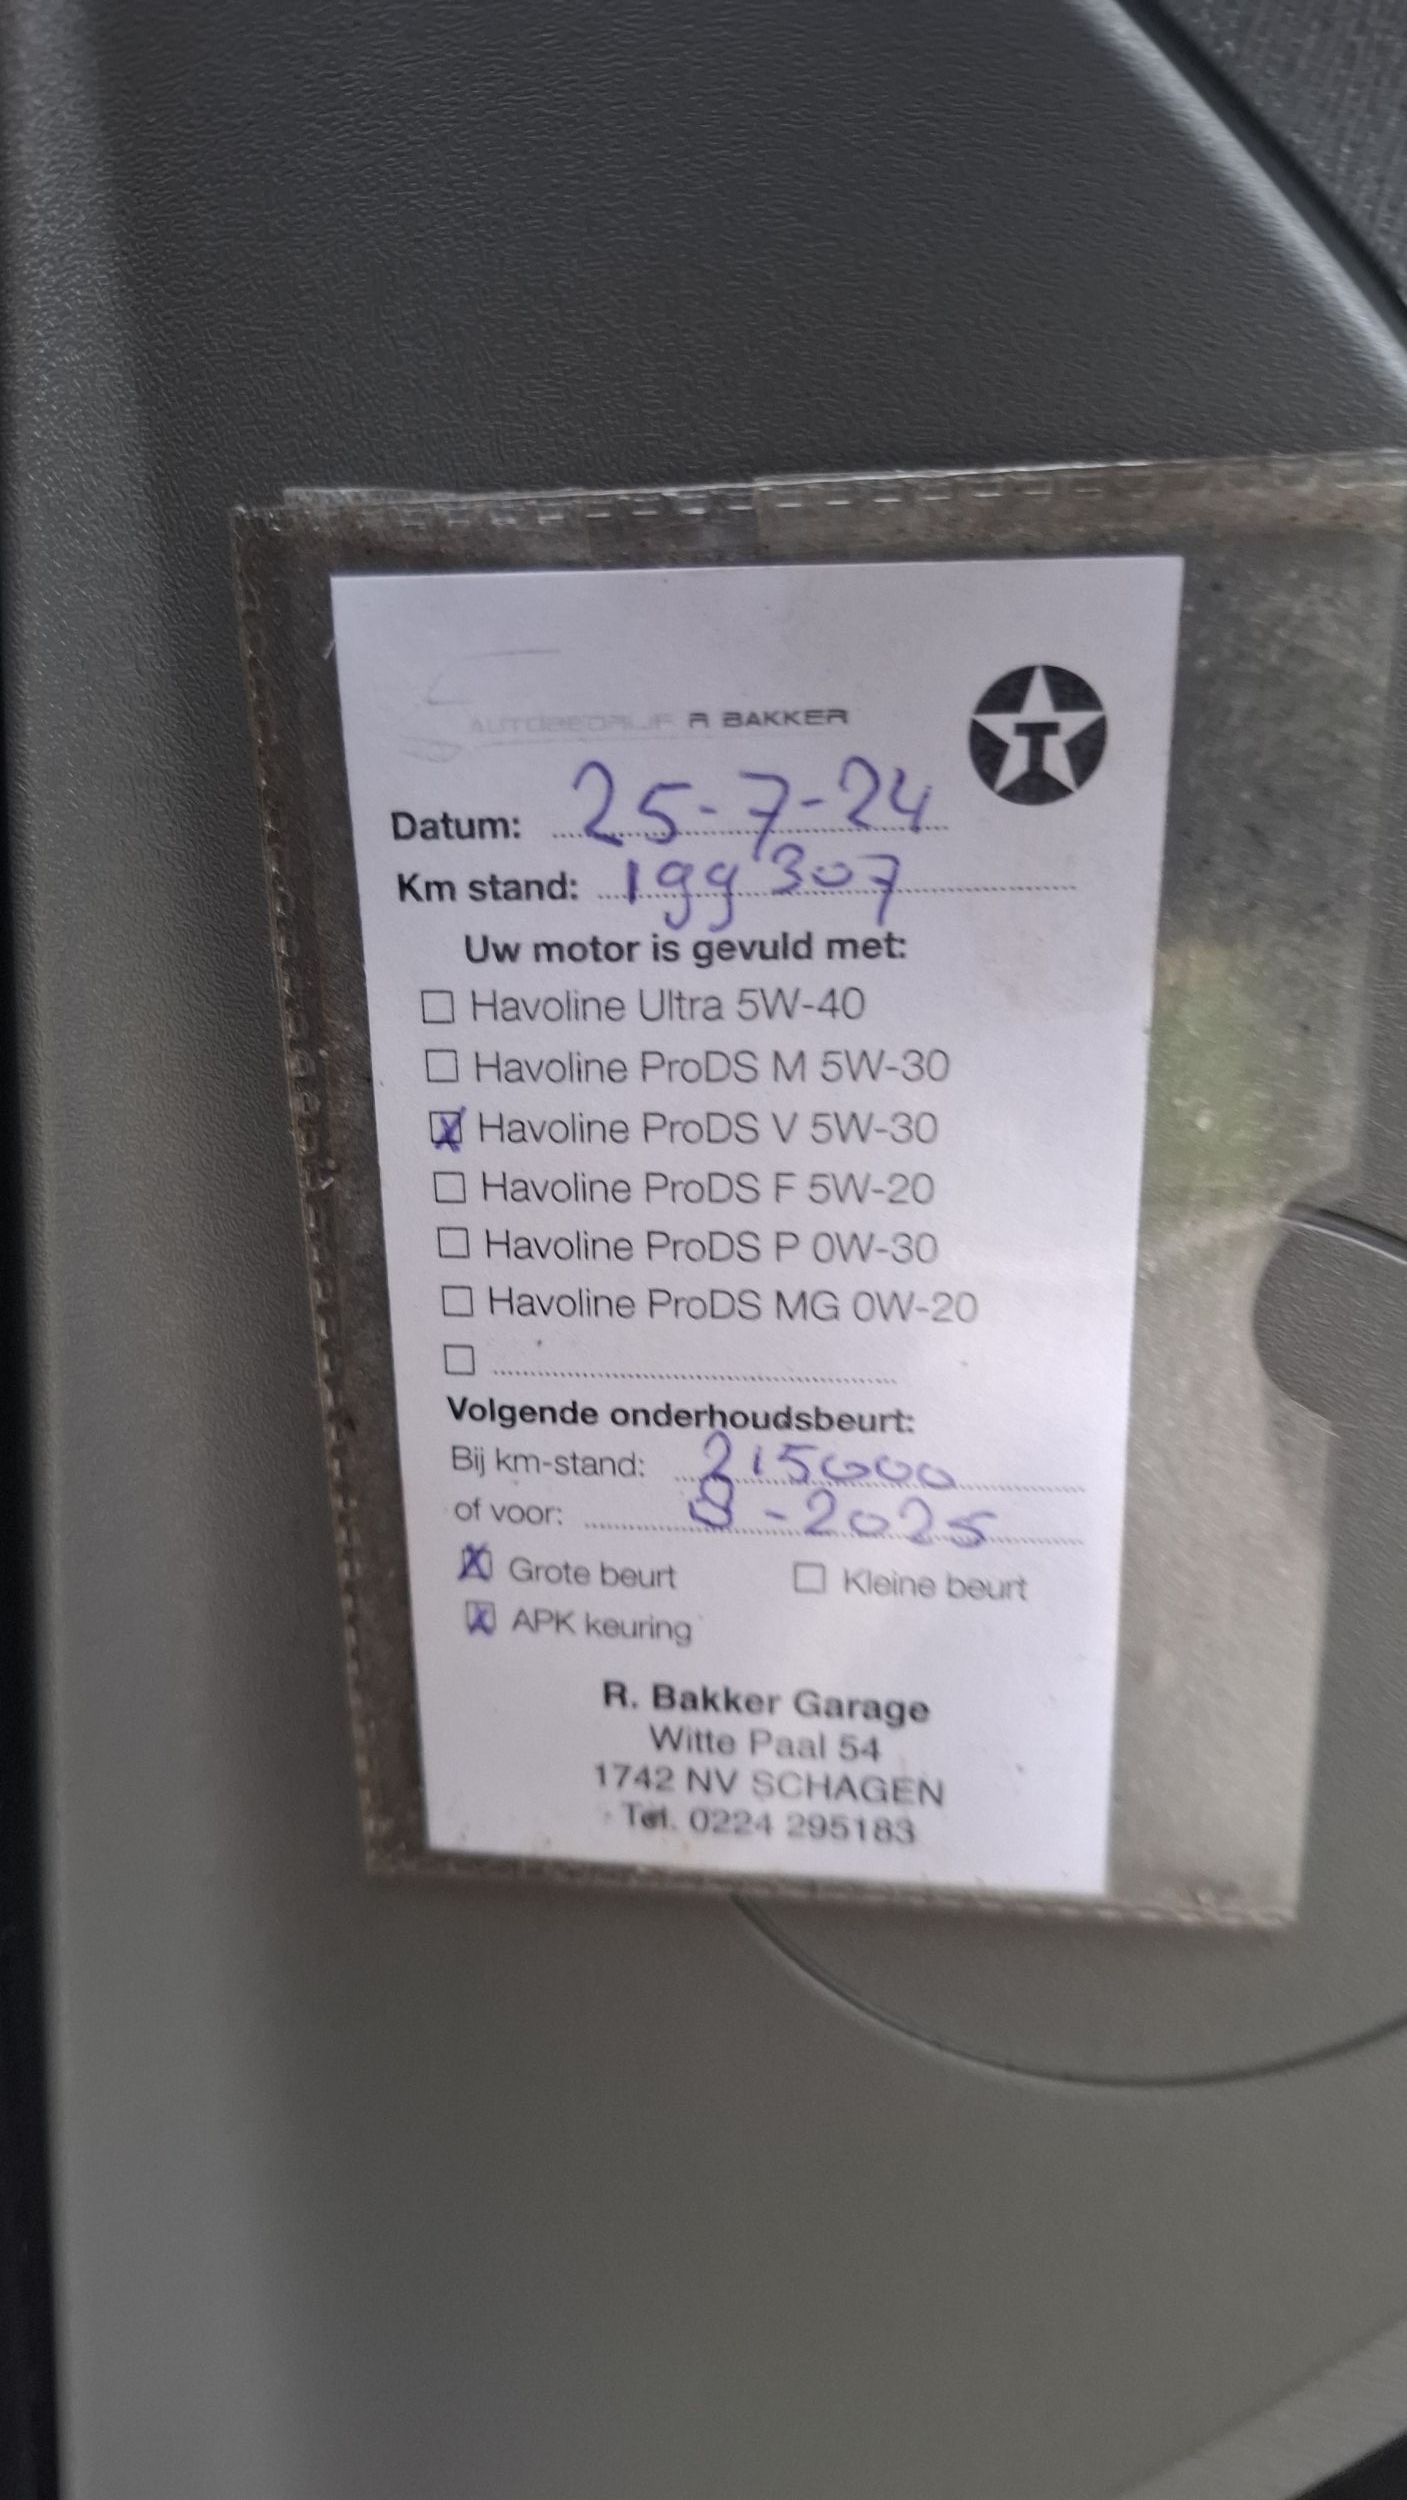 AUTOBEDRIJF R BAKKER
T
Datum: 25-7-24
Km stand: 199307
Uw motor is gevuld met:
Havoline Ultra 5W-40
Havoline ProDS M 5W-30
X Havoline ProDS V 5W-30
Havoline ProDS F 5W-20
Havoline ProDS P 0W-30
Havoline ProDS MG 0W-20
Volgende onderhoudsbeurt:
Bij km-stand: 215000
of voor: 8-2025
X Grote beurt Kleine beurt
X APK keuring
R. Bakker Garage
Witte Paal 54
1742 NV SCHAGEN
Tel. 0224 295183